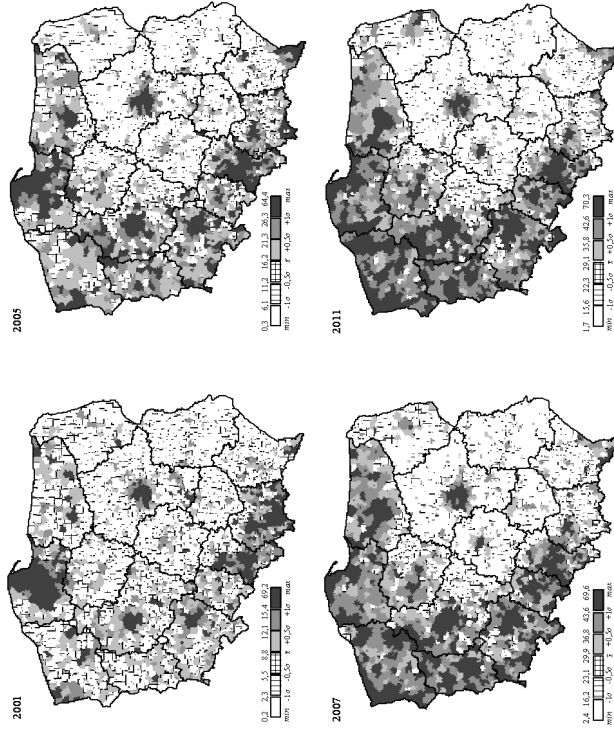 2001
0,2 2,3 5,5 8,8 12,1 15,4 69,2
min -1σ -0,5σ x̄ +0,5σ +1σ max
2005
0,3 6,1 11,2 16,2 21,3 26,3 64,4
min -1σ -0,5σ x̄ +0,5σ +1σ max
2007
2,4 16,2 23,1 29,9 36,8 43,6 69,6
min -1σ -0,5σ x̄ +0,5σ +1σ max
2011
1,7 15,6 22,3 29,1 35,8 42,6 70,3
min -1σ -0,5σ x̄ +0,5σ +1σ max